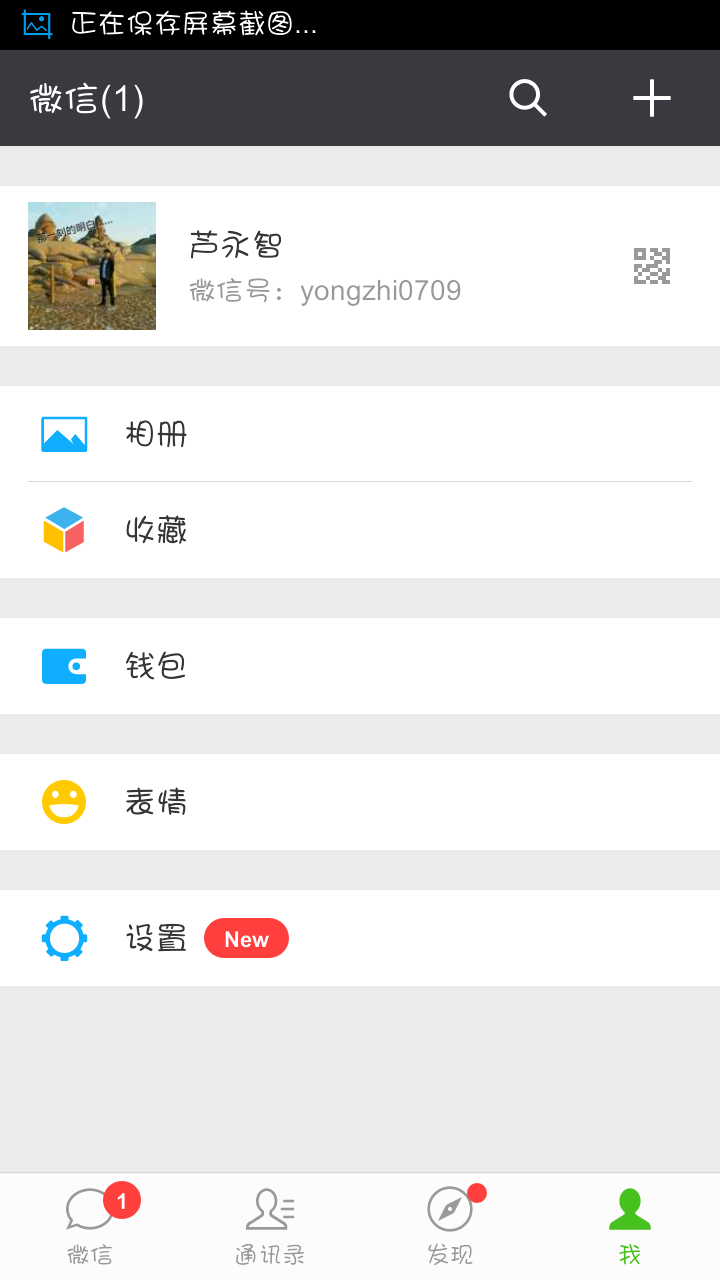 正在保存屏幕截图...
微信(1)
芦永智
微信号：yongzhi0709
相册
收藏
钱包
表情
设置 New
1
微信 通讯录 发现 我